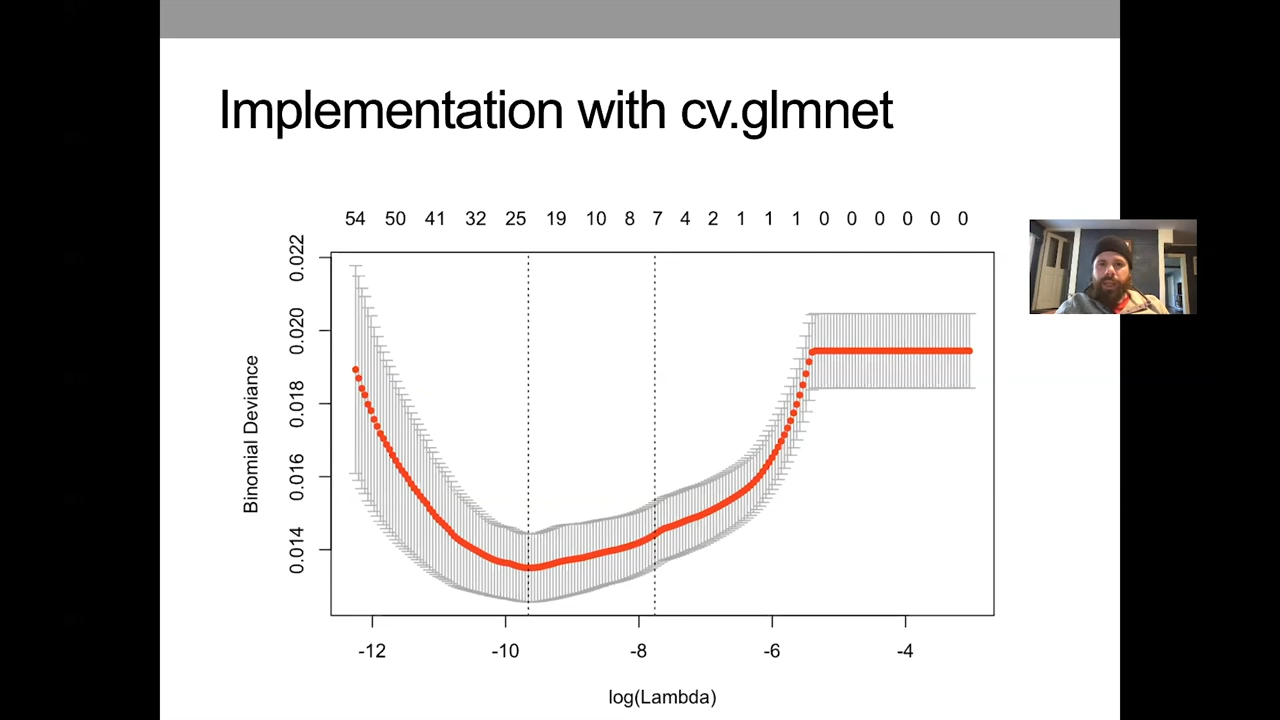 Implementation with cv.glmnet
54 50 41 32 25 19 10 8 7 4 2 1 1 1 0 0 0 0 0 0
0.022
0.020
0.018
0.016
0.014
Binomial Deviance
-12 -10 -8 -6 -4
log(Lambda)